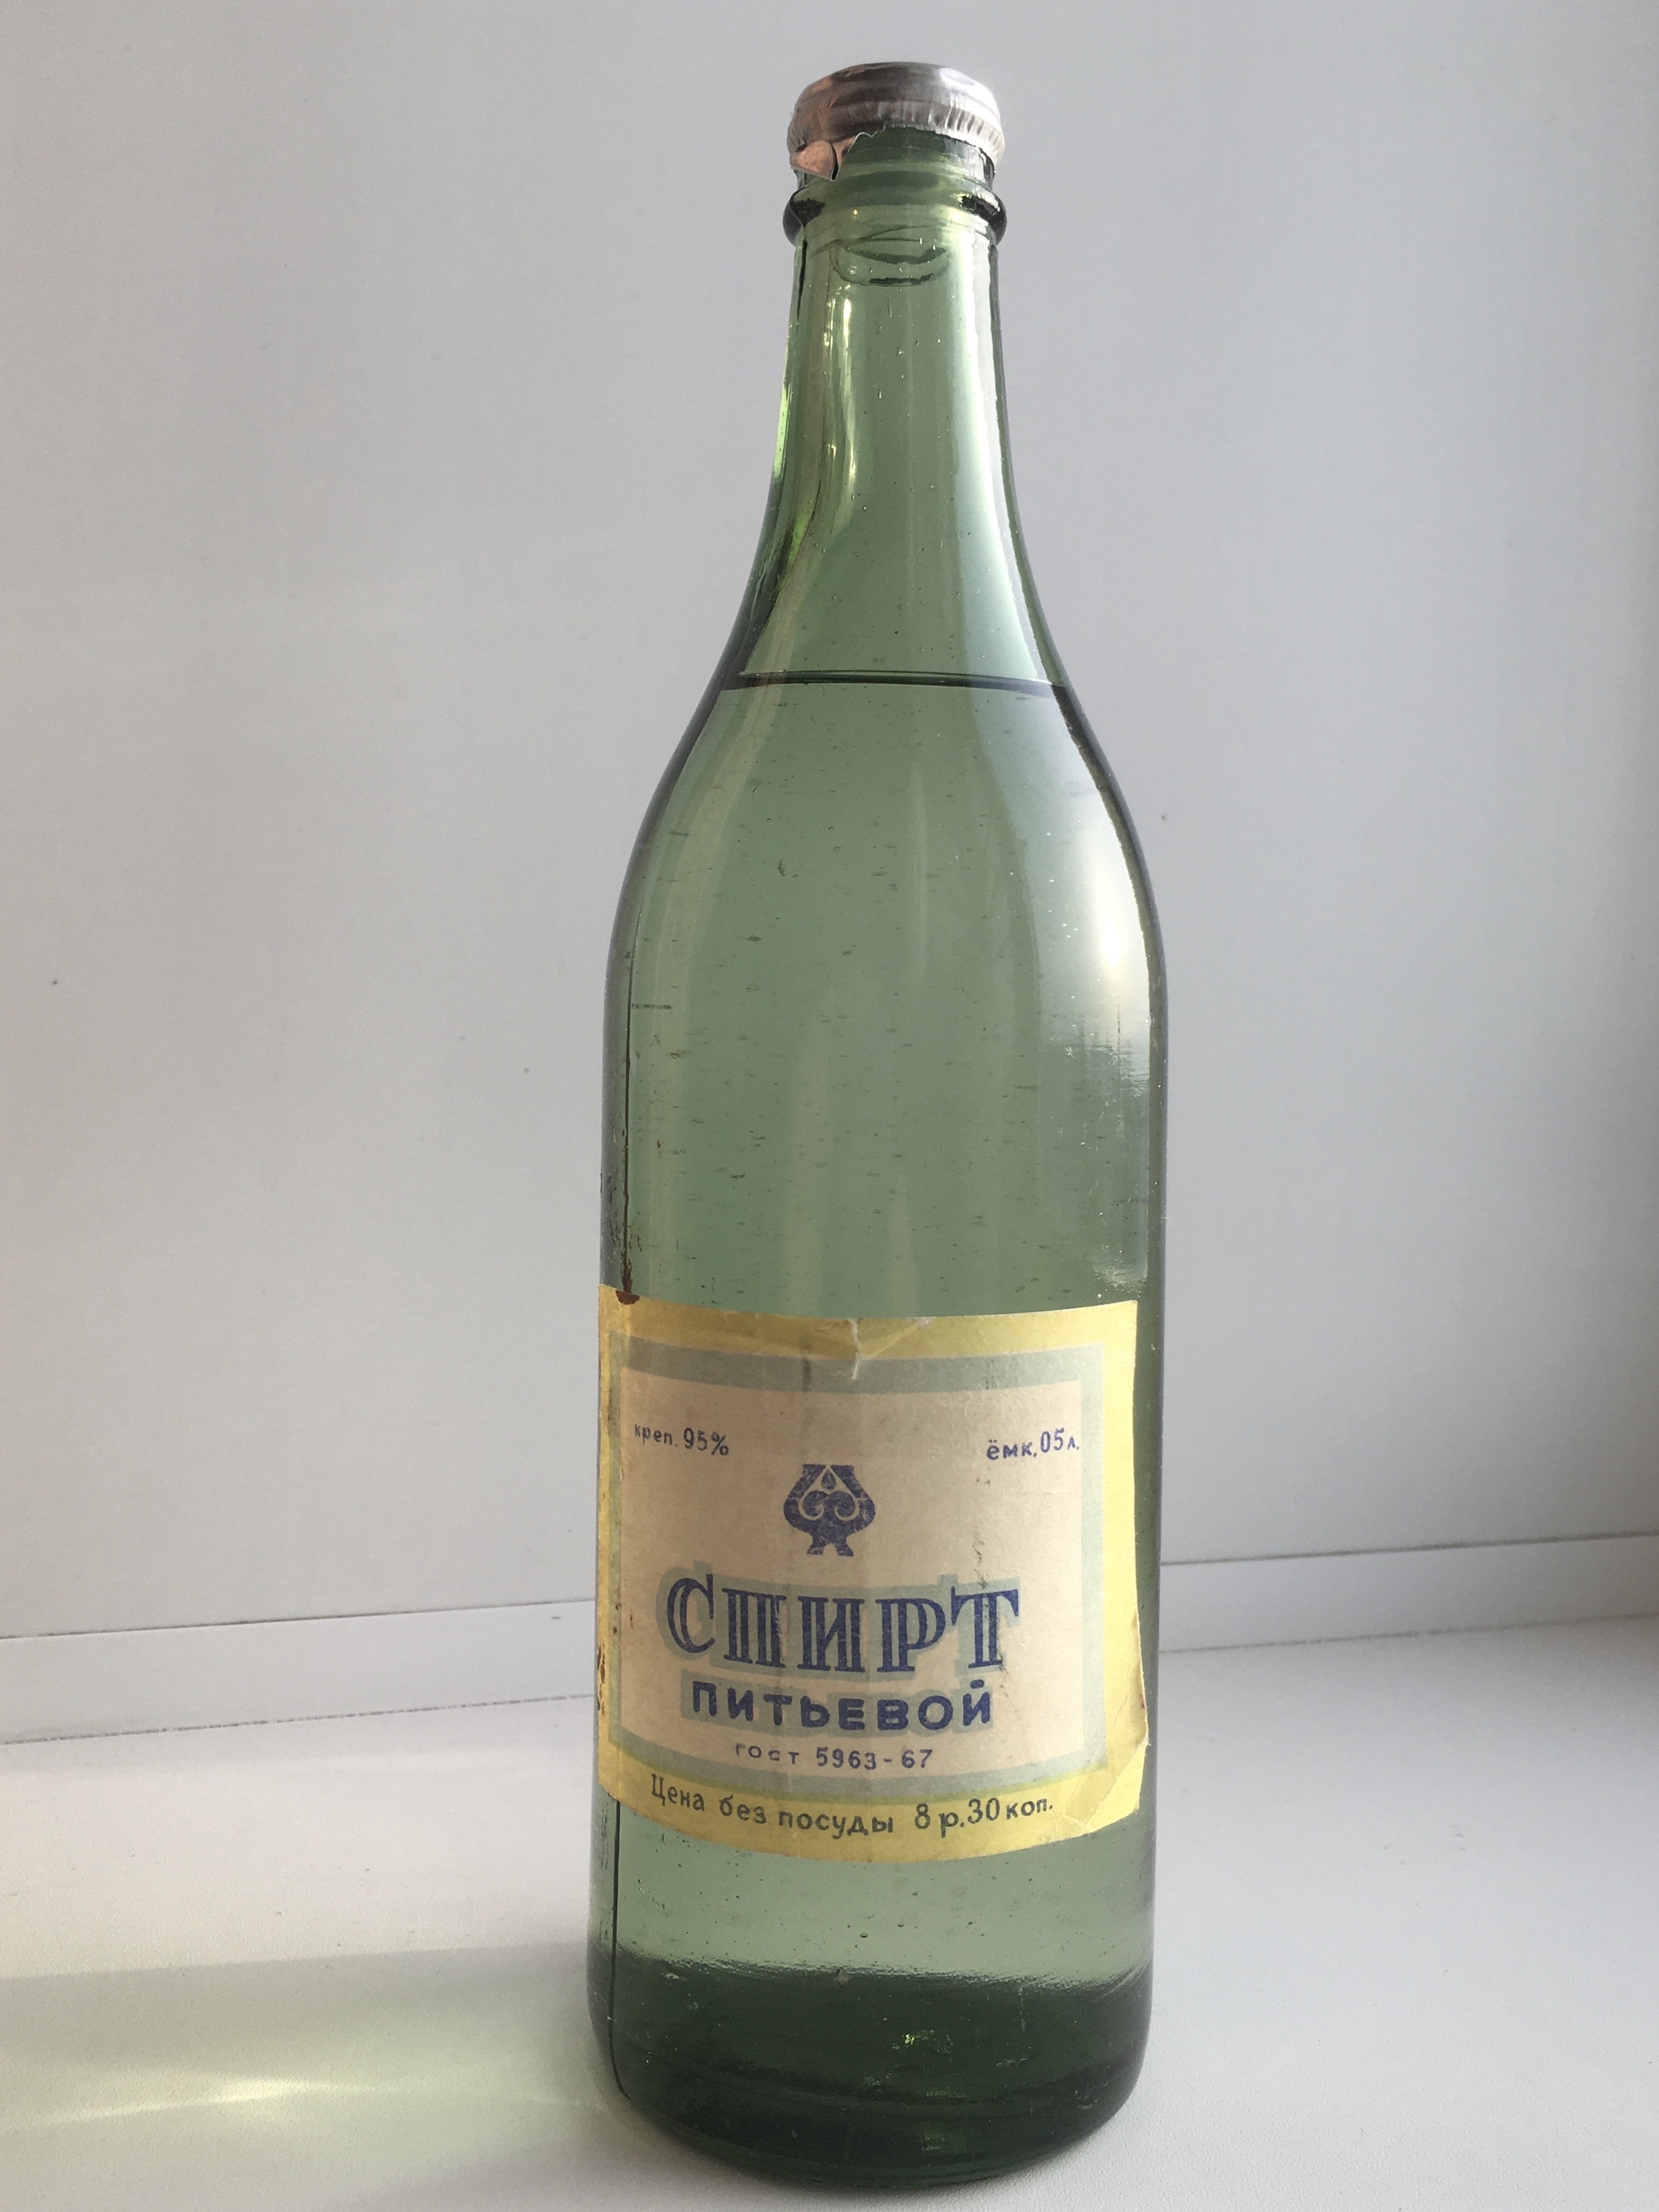 креп. 95%
ёмк. 05 л.
СПИРТ
ПИТЬЕВОЙ
гост 5963-67
Цена без посуды 8 р. 30 коп.